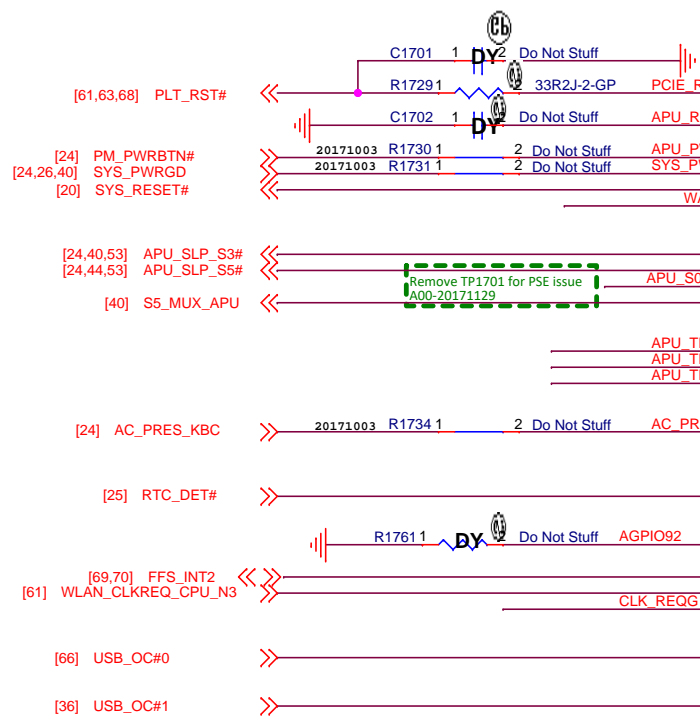 C1701 1 DY 2 Do Not Stuff
[61,63,68] PLT_RST# R1729 1 2 33R2J-2-GP PCIE_R
C1702 1 DY 2 Do Not Stuff APU_R
[24] PM_PWRBTN# 20171003 R1730 1 2 Do Not Stuff APU_PW
[24,26,40] SYS_PWRGD 20171003 R1731 1 2 Do Not Stuff SYS_PW
[20] SYS_RESET#
WA
[24,40,53] APU_SLP_S3#
[24,44,53] APU_SLP_S5#
Remove TP1701 for PSE issue APU_S0
A00-20171129
[40] S5_MUX_APU
APU_T
APU_T
APU_T
[24] AC_PRES_KBC 20171003 R1734 1 2 Do Not Stuff AC_PR
[25] RTC_DET#
R1761 1 DY 2 Do Not Stuff AGPIO92
[69,70] FFS_INT2
[61] WLAN_CLKREQ_CPU_N3
CLK_REQG
[66] USB_OC#0
[36] USB_OC#1